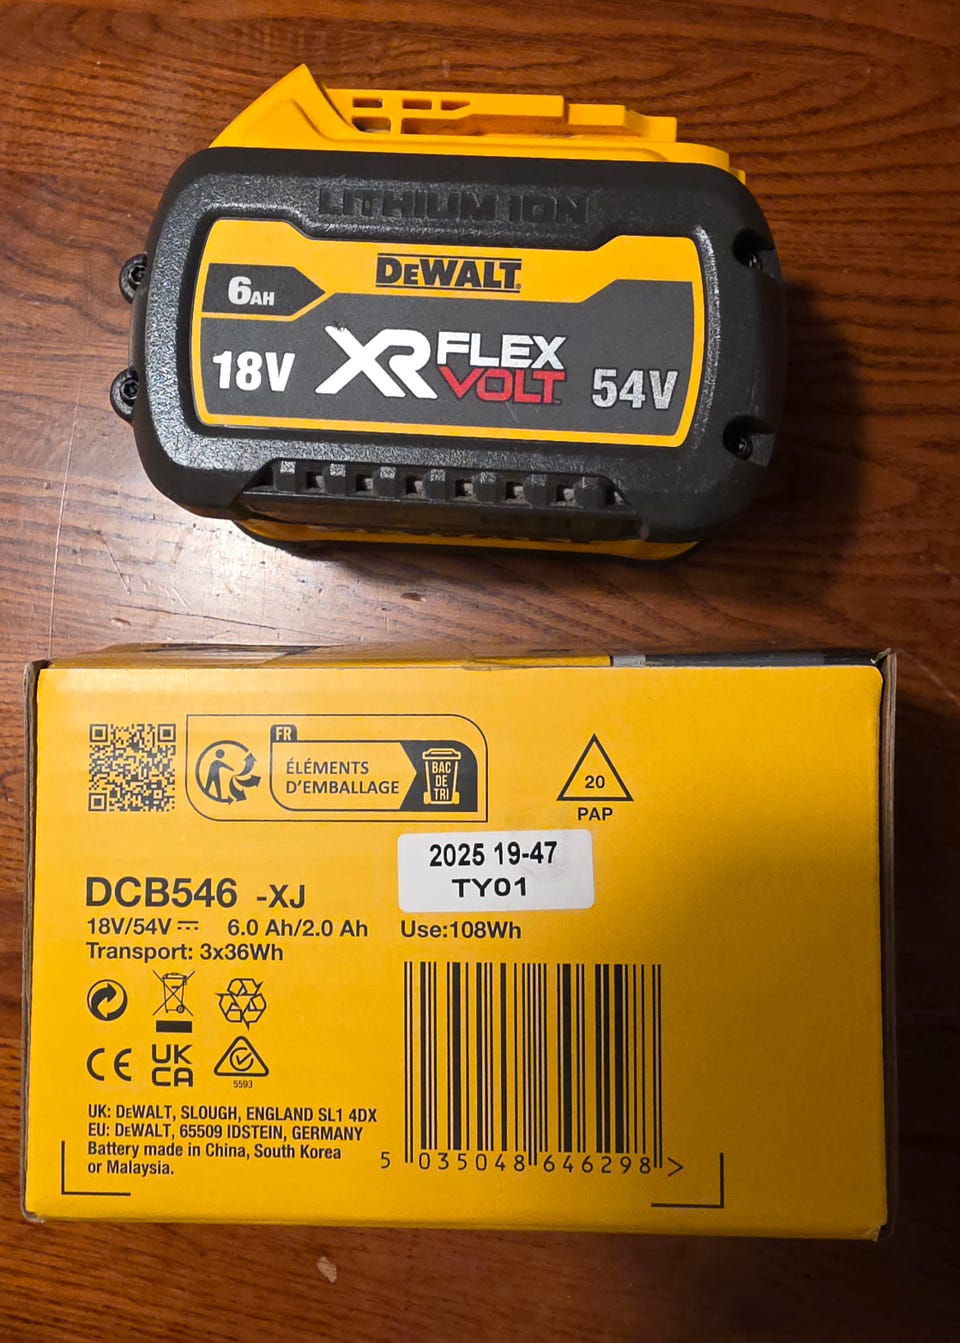 LITHIUM ION
DEWALT
6AH
18V
XR FLEX VOLT
54V
FR
ÉLÉMENTS
D'EMBALLAGE
BAC
DE
TRI
20
PAP
2025 19-47
TY01
DCB546 -XJ
18V/54V 6.0 Ah/2.0 Ah Use:108Wh
Transport: 3x36Wh
CE
UK
CA
5593
UK: DEWALT, SLOUGH, ENGLAND SL1 4DX
EU: DEWALT, 65509 IDSTEIN, GERMANY
Battery made in China, South Korea
or Malaysia.
5 035048 646298 >